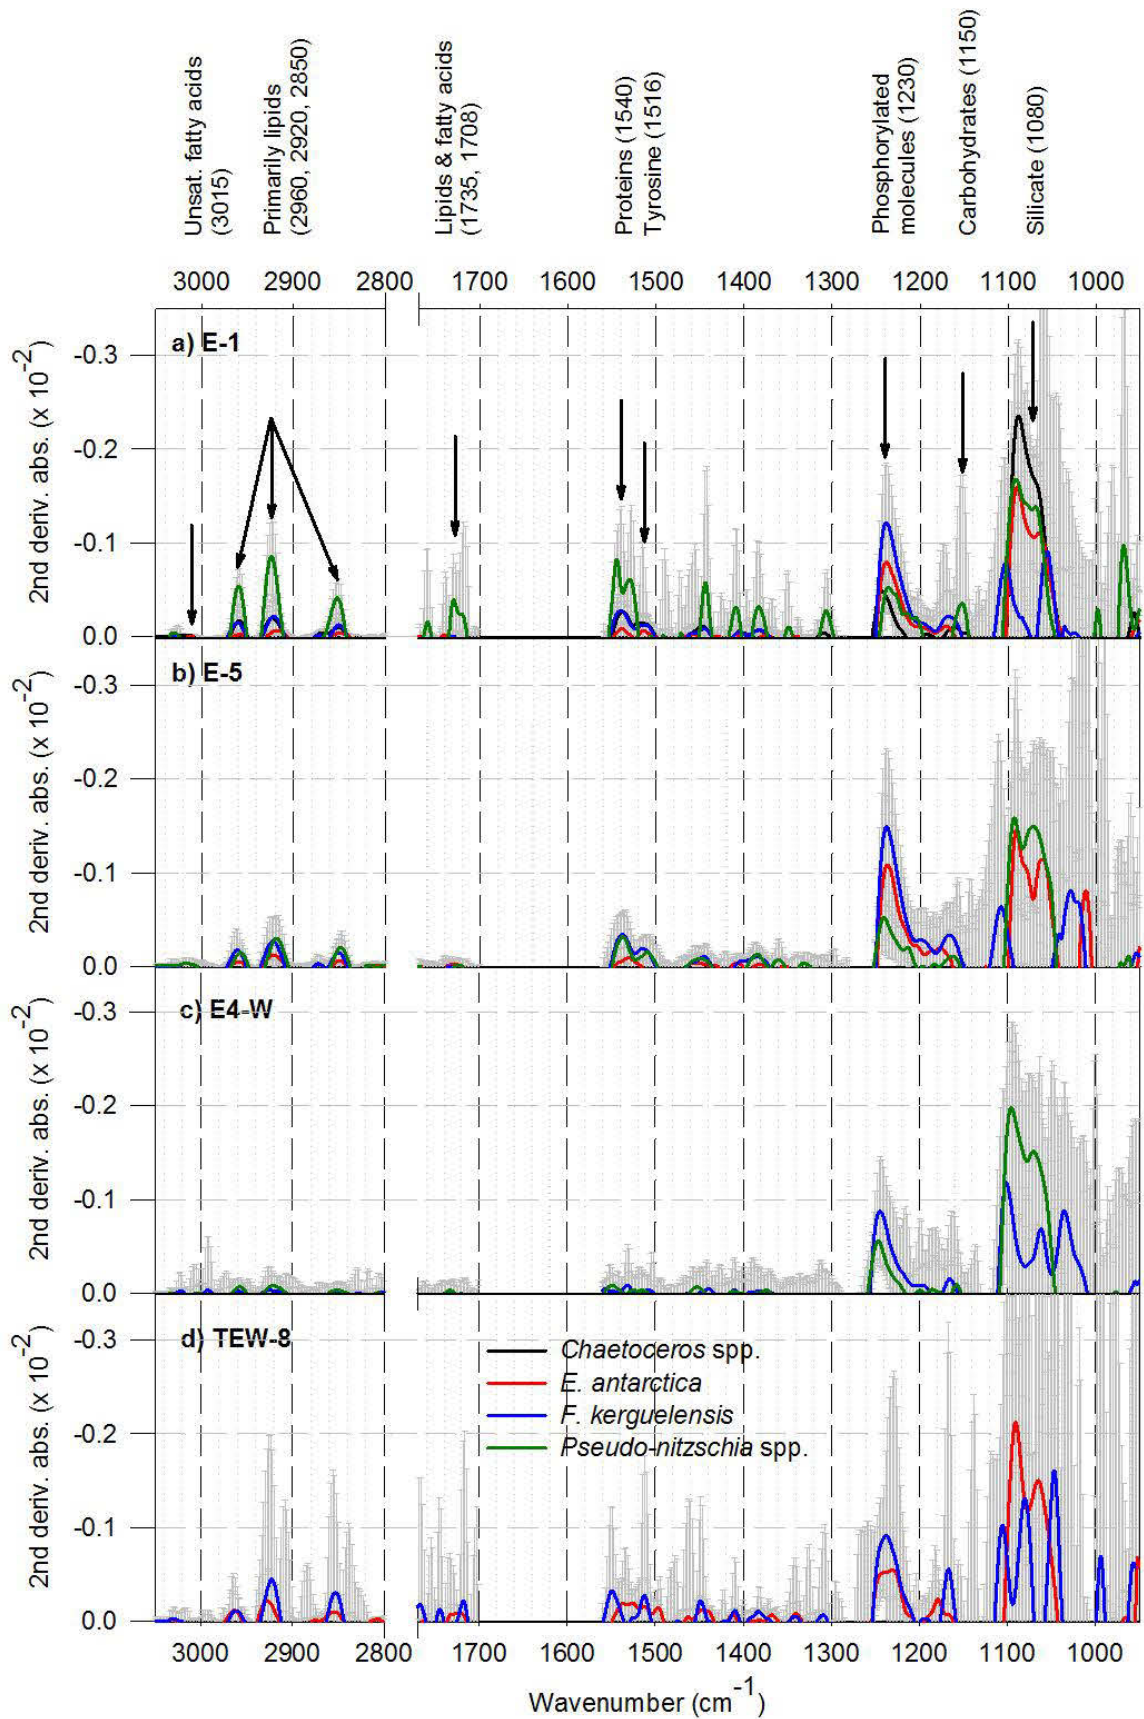 Unsat. fatty acids
(3015)
Primarily lipids
(2960, 2920, 2850)
Lipids & fatty acids
(1735, 1708)
Proteins (1540)
Tyrosine (1516)
Phosphorylated
molecules (1230)
Carbohydrates (1150)
Silicate (1080)
3000 2900 2800 1700 1600 1500 1400 1300 1200 1100 1000
a) E-1
2nd deriv. abs. (x 10-2)
-0.3
-0.2
-0.1
0.0
b) E-5
2nd deriv. abs. (x 10-2)
-0.3
-0.2
-0.1
0.0
c) E4-W
2nd deriv. abs. (x 10-2)
-0.3
-0.2
-0.1
0.0
d) TEW-8
2nd deriv. abs. (x 10-2)
-0.3
-0.2
-0.1
0.0
Chaetoceros spp.
E. antarctica
F. kerguelensis
Pseudo-nitzschia spp.
3000 2900 2800 1700 1600 1500 1400 1300 1200 1100 1000
Wavenumber (cm-1)